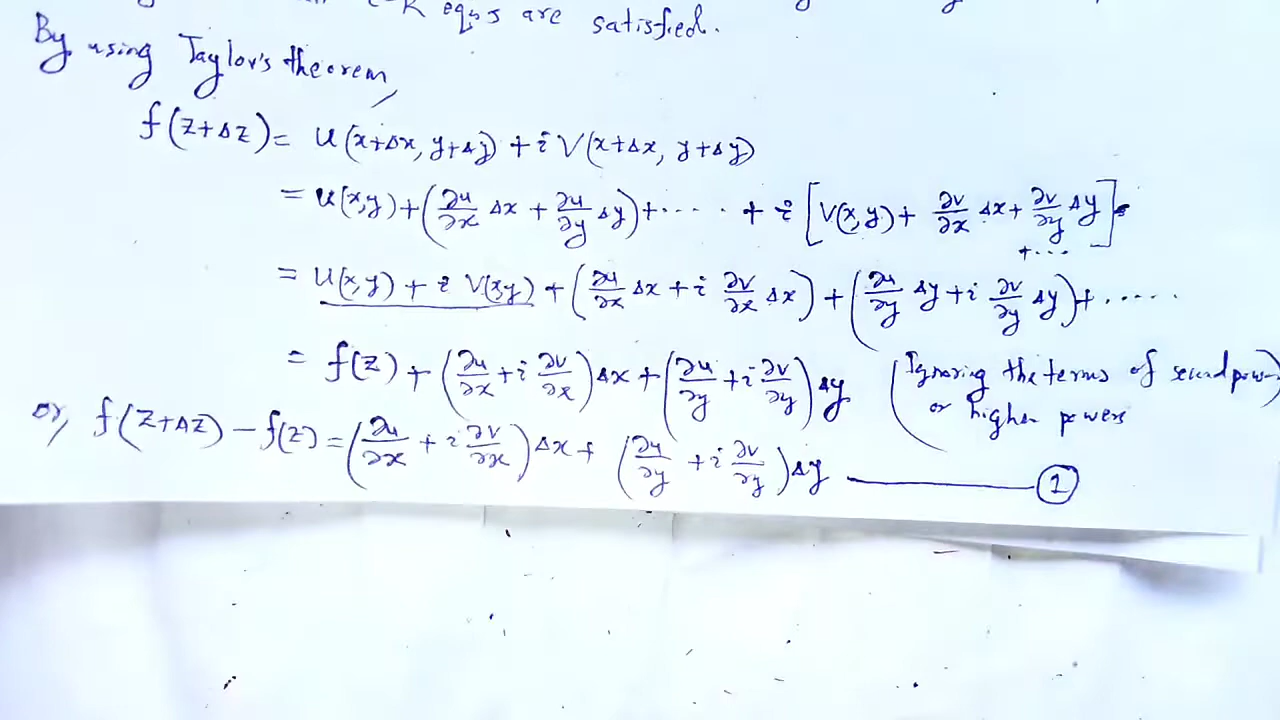 C-R eqns are satisfied.
By using Taylor's theorem,
f(z+Δz) = u(x+Δx, y+Δy) + i v(x+Δx, y+Δy)
= u(x,y) + (∂u/∂x Δx + ∂u/∂y Δy) + ..... + i [v(x,y) + ∂v/∂x Δx + ∂v/∂y Δy]
+ ...
= u(x,y) + i v(x,y) + (∂u/∂x Δx + i ∂v/∂x Δx) + (∂u/∂y Δy + i ∂v/∂y Δy) + ......
= f(z) + (∂u/∂x + i ∂v/∂x) Δx + (∂u/∂y + i ∂v/∂y) Δy (Ignoring the terms of second power
or higher powers)
or, f(z+Δz) - f(z) = (∂u/∂x + i ∂v/∂x) Δx + (∂u/∂y + i ∂v/∂y) Δy — ①